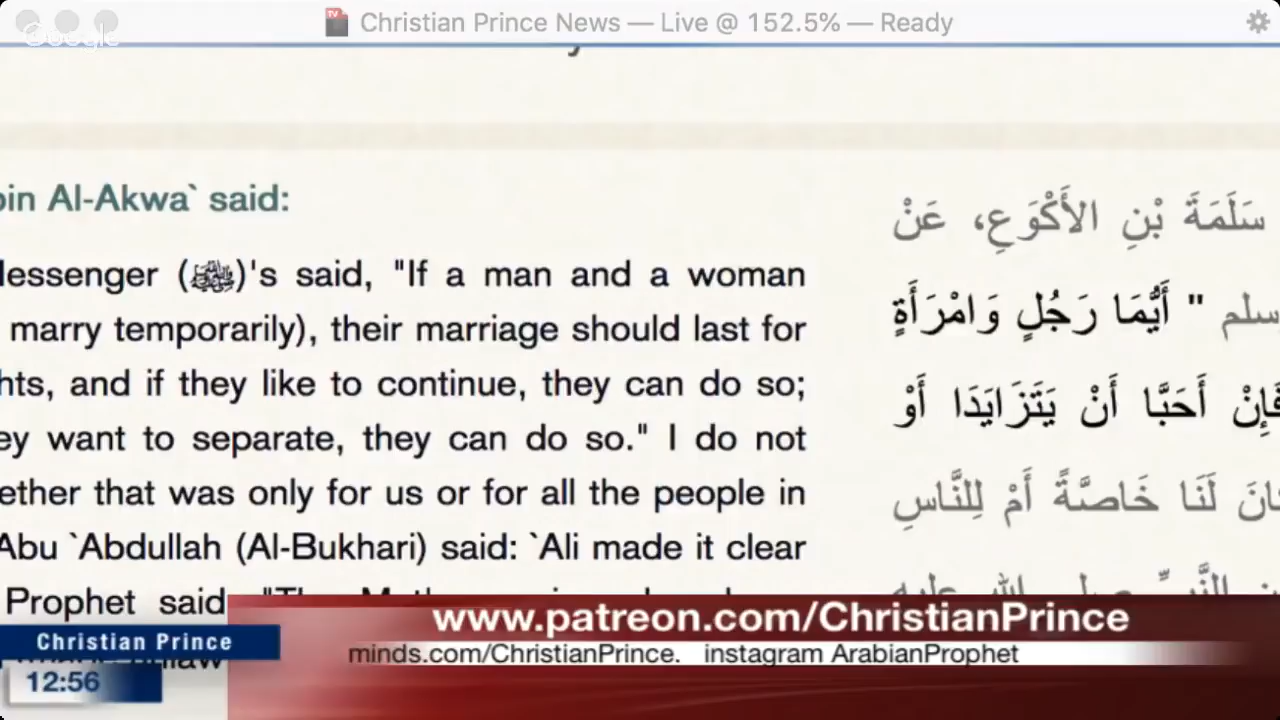 Christian Prince News — Live @ 152.5% — Ready
Google
bin Al-Akwa` said:
سَلَمَةَ بْنِ الأَكْوَعِ، عَنْ
Messenger (ﷺ)'s said, "If a man and a woman
سلم " أَيُّمَا رَجُلٍ وَامْرَأَةٍ
marry temporarily), their marriage should last for
hts, and if they like to continue, they can do so;
فَإِنْ أَحَبَّا أَنْ يَتَزَايَدَا أَوْ
ey want to separate, they can do so." I do not
ether that was only for us or for all the people in
انَ لَنَا خَاصَّةً أَمْ لِلنَّاسِ
Abu `Abdullah (Al-Bukhari) said: `Ali made it clear
Prophet said
www.patreon.com/ChristianPrince
Christian Prince
minds.com/ChristianPrince. instagram ArabianProphet
12:56